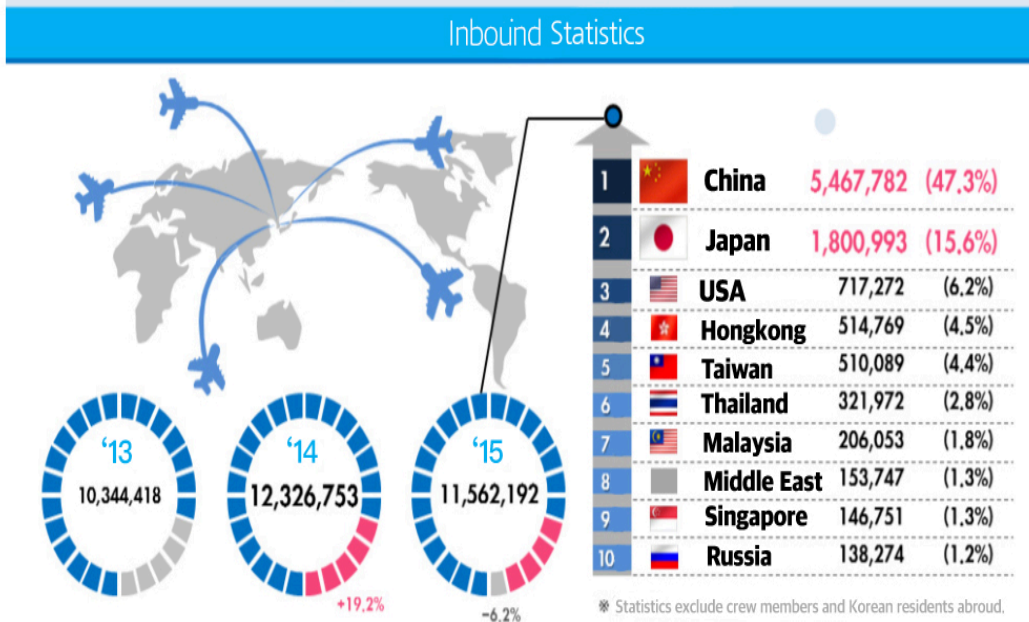 Inbound Statistics
1 China 5,467,782 (47.3%)
2 Japan 1,800,993 (15.6%)
3 USA 717,272 (6.2%)
4 Hongkong 514,769 (4.5%)
5 Taiwan 510,089 (4.4%)
6 Thailand 321,972 (2.8%)
7 Malaysia 206,053 (1.8%)
8 Middle East 153,747 (1.3%)
9 Singapore 146,751 (1.3%)
10 Russia 138,274 (1.2%)
‘13
10,344,418
‘14
12,326,753
+19.2%
‘15
11,562,192
−6.2%
※ Statistics exclude crew members and Korean residents abroud.